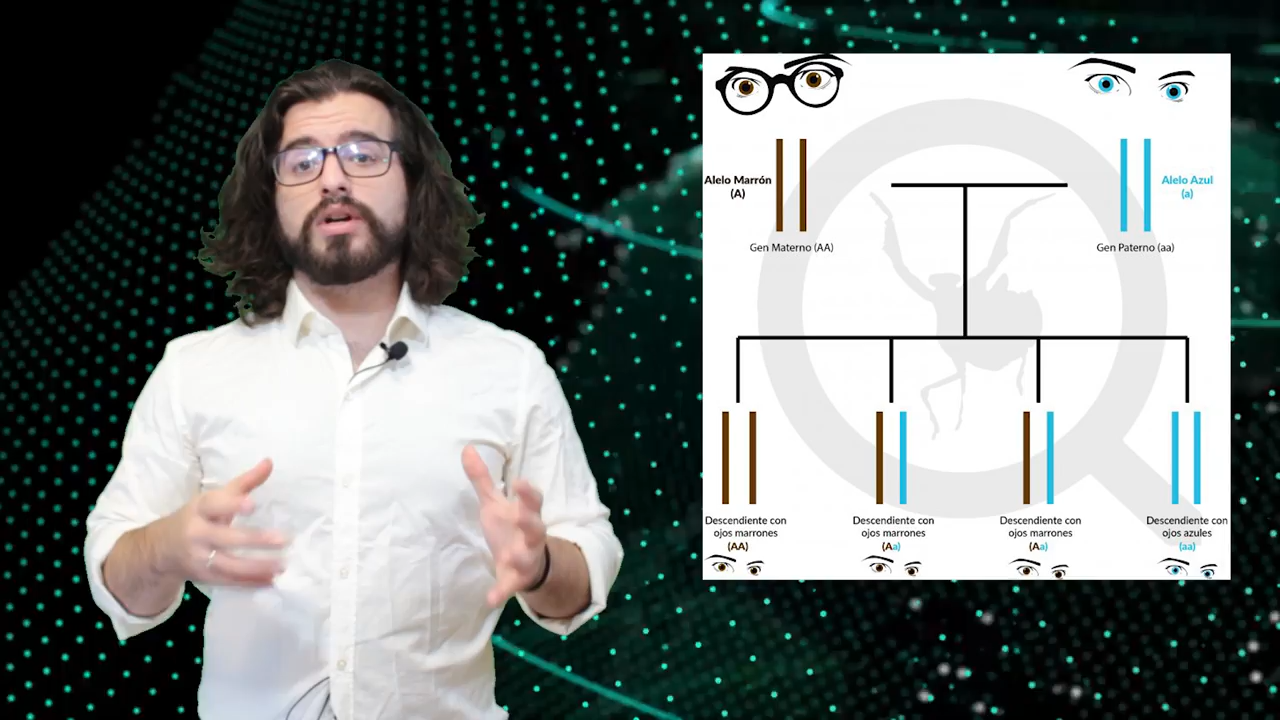 Alelo Marrón
(A)
Gen Materno (AA)
Alelo Azul
(a)
Gen Paterno (aa)
Descendiente con
ojos marrones
(AA)
Descendiente con
ojos marrones
(Aa)
Descendiente con
ojos marrones
(Aa)
Descendiente con
ojos azules
(aa)